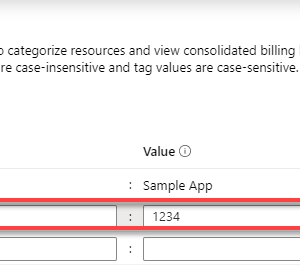 o categorize resources and view consolidated billing
re case-insensitive and tag values are case-sensitive.
Value
: Sample App
: 1234
: